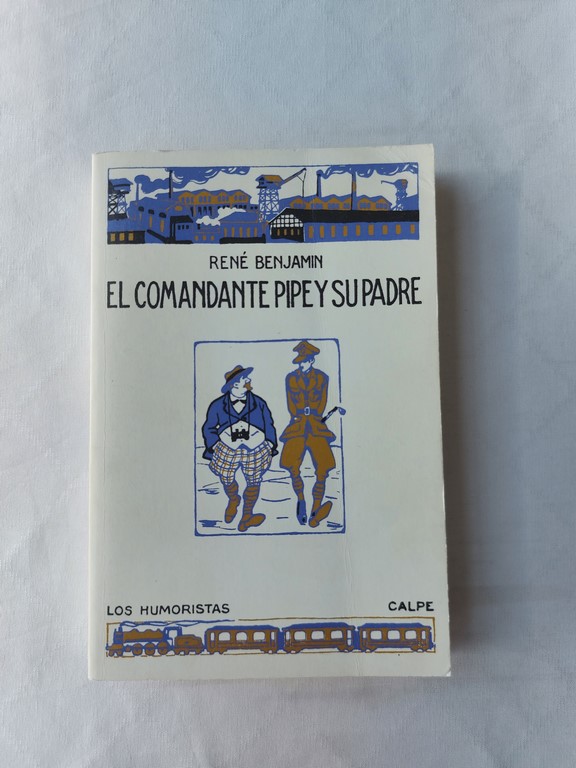 RENÉ BENJAMIN
EL COMANDANTE PIPE Y SU PADRE
LOS HUMORISTAS
CALPE